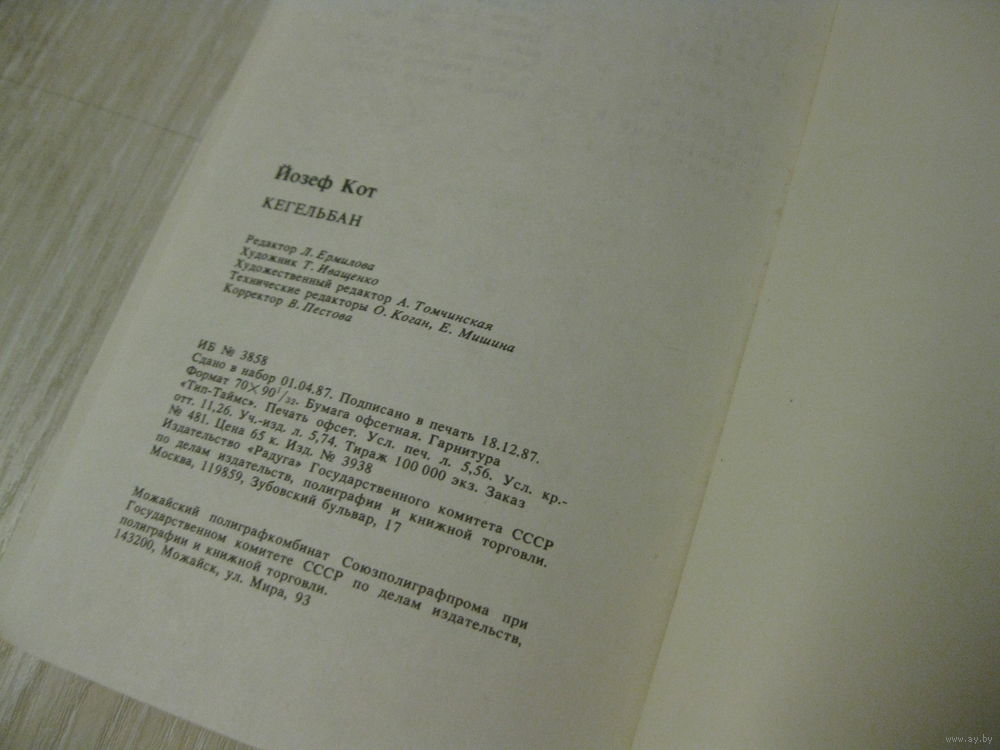 Йозеф Кот
КЕГЕЛЬБАН
Редактор Л. Ермилова
Художник Т. Иващенко
Художественный редактор А. Томчинская
Технические редакторы О. Коган, Е. Мишина
Корректор В. Пестова
ИБ № 3858
Сдано в набор 01.04.87. Подписано в печать 18.12.87.
Формат 70×90¹/₃₂. Бумага офсетная. Гарнитура
«Тип-Таймс». Печать офсет. Усл. печ. л. 5,56. Усл. кр.-
отт. 11,26. Уч.-изд. л. 5,74. Тираж 100 000 экз. Заказ
№ 481. Цена 65 к. Изд. № 3938
Издательство «Радуга» Государственного комитета СССР
по делам издательств, полиграфии и книжной торговли.
Москва, 119859, Зубовский бульвар, 17
Можайский полиграфкомбинат Союзполиграфпрома при
Государственном комитете СССР по делам издательств,
полиграфии и книжной торговли.
143200, Можайск, ул. Мира, 93
www.ay.by